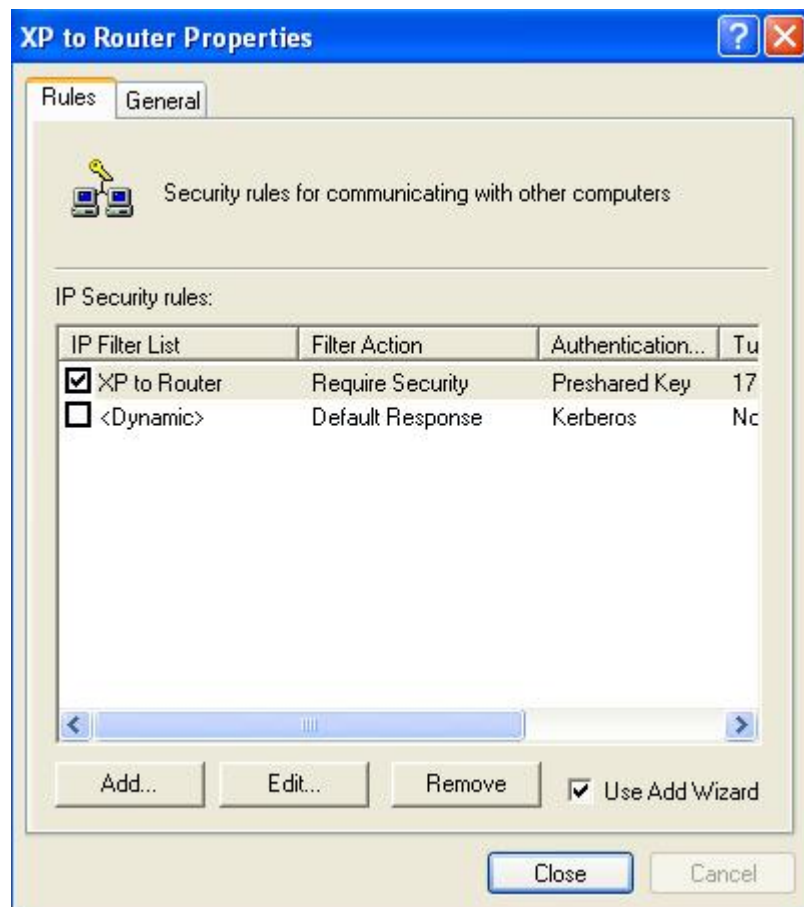 XP to Router Properties
Rules General
Security rules for communicating with other computers
IP Security rules:
IP Filter List Filter Action Authentication... Tu
XP to Router Require Security Preshared Key 17
<Dynamic> Default Response Kerberos Nc
Add... Edit... Remove Use Add Wizard
Close Cancel